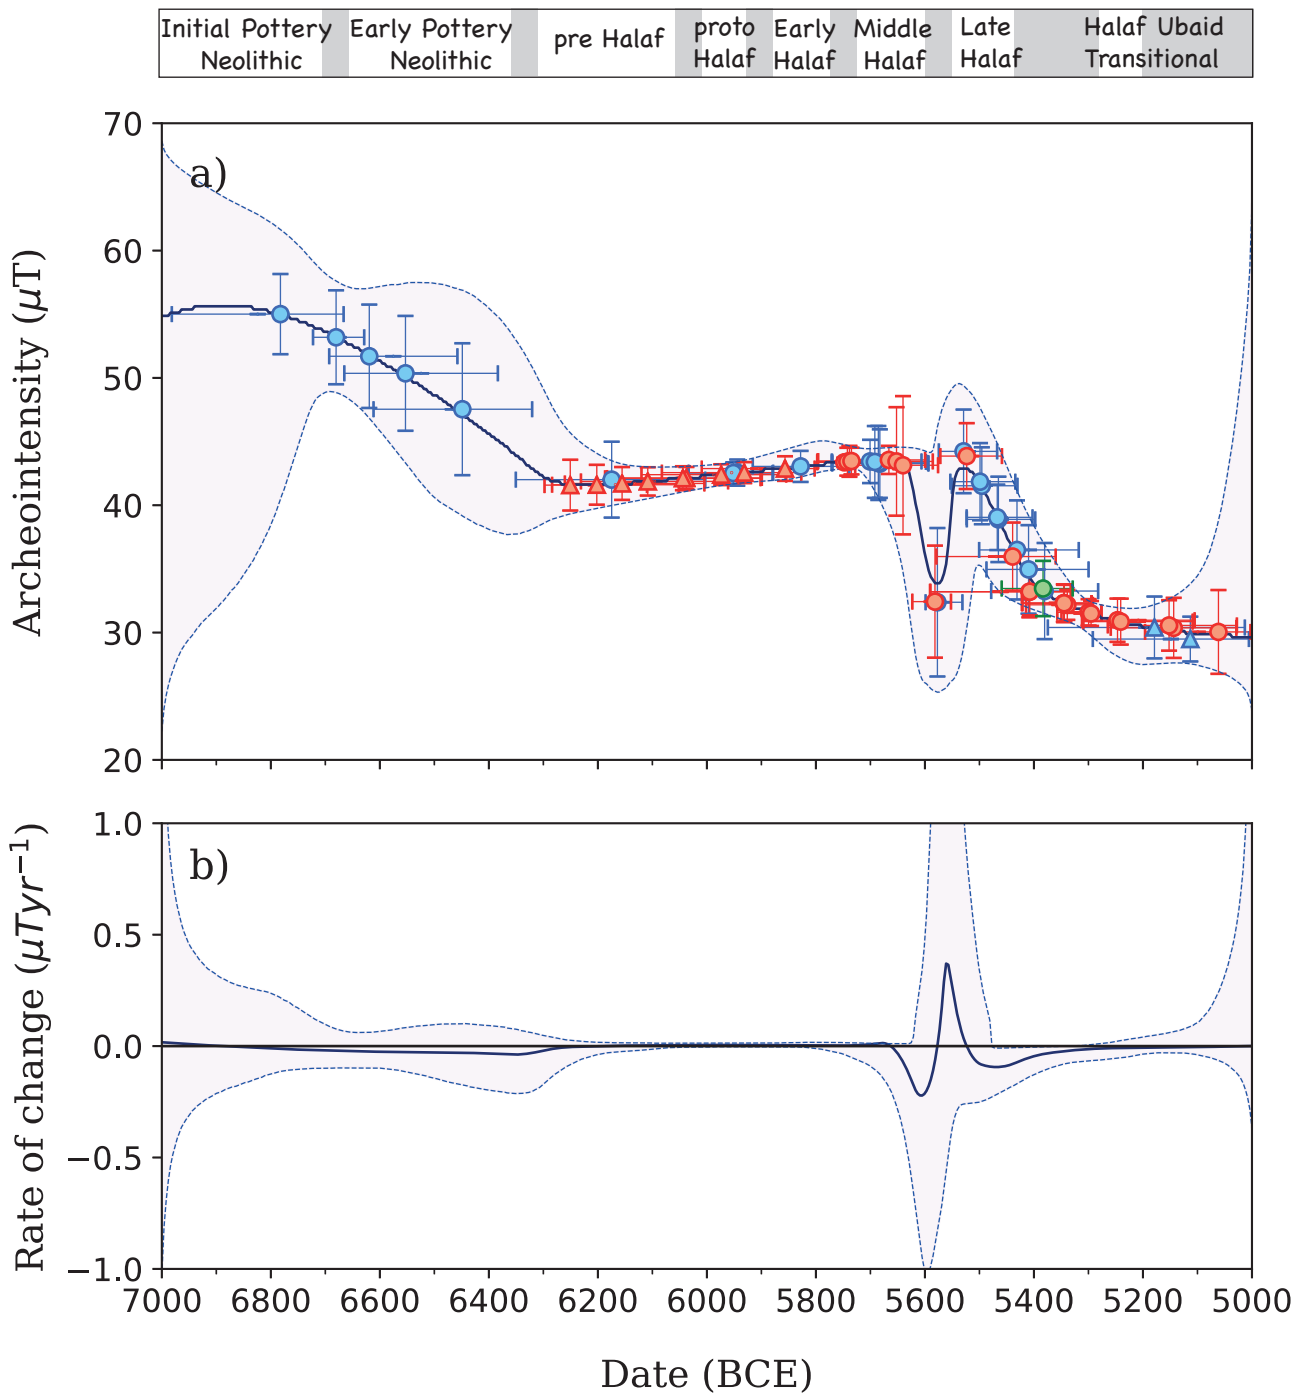 Initial Pottery
Neolithic
Early Pottery
Neolithic
pre Halaf
proto
Halaf
Early
Halaf
Middle
Halaf
Late
Halaf
Halaf Ubaid
Transitional
a)
Archeointensity (μT)
70
60
50
40
30
20
b)
Rate of change (μTyr⁻¹)
1.0
0.5
0.0
−0.5
−1.0
7000 6800 6600 6400 6200 6000 5800 5600 5400 5200 5000
Date (BCE)